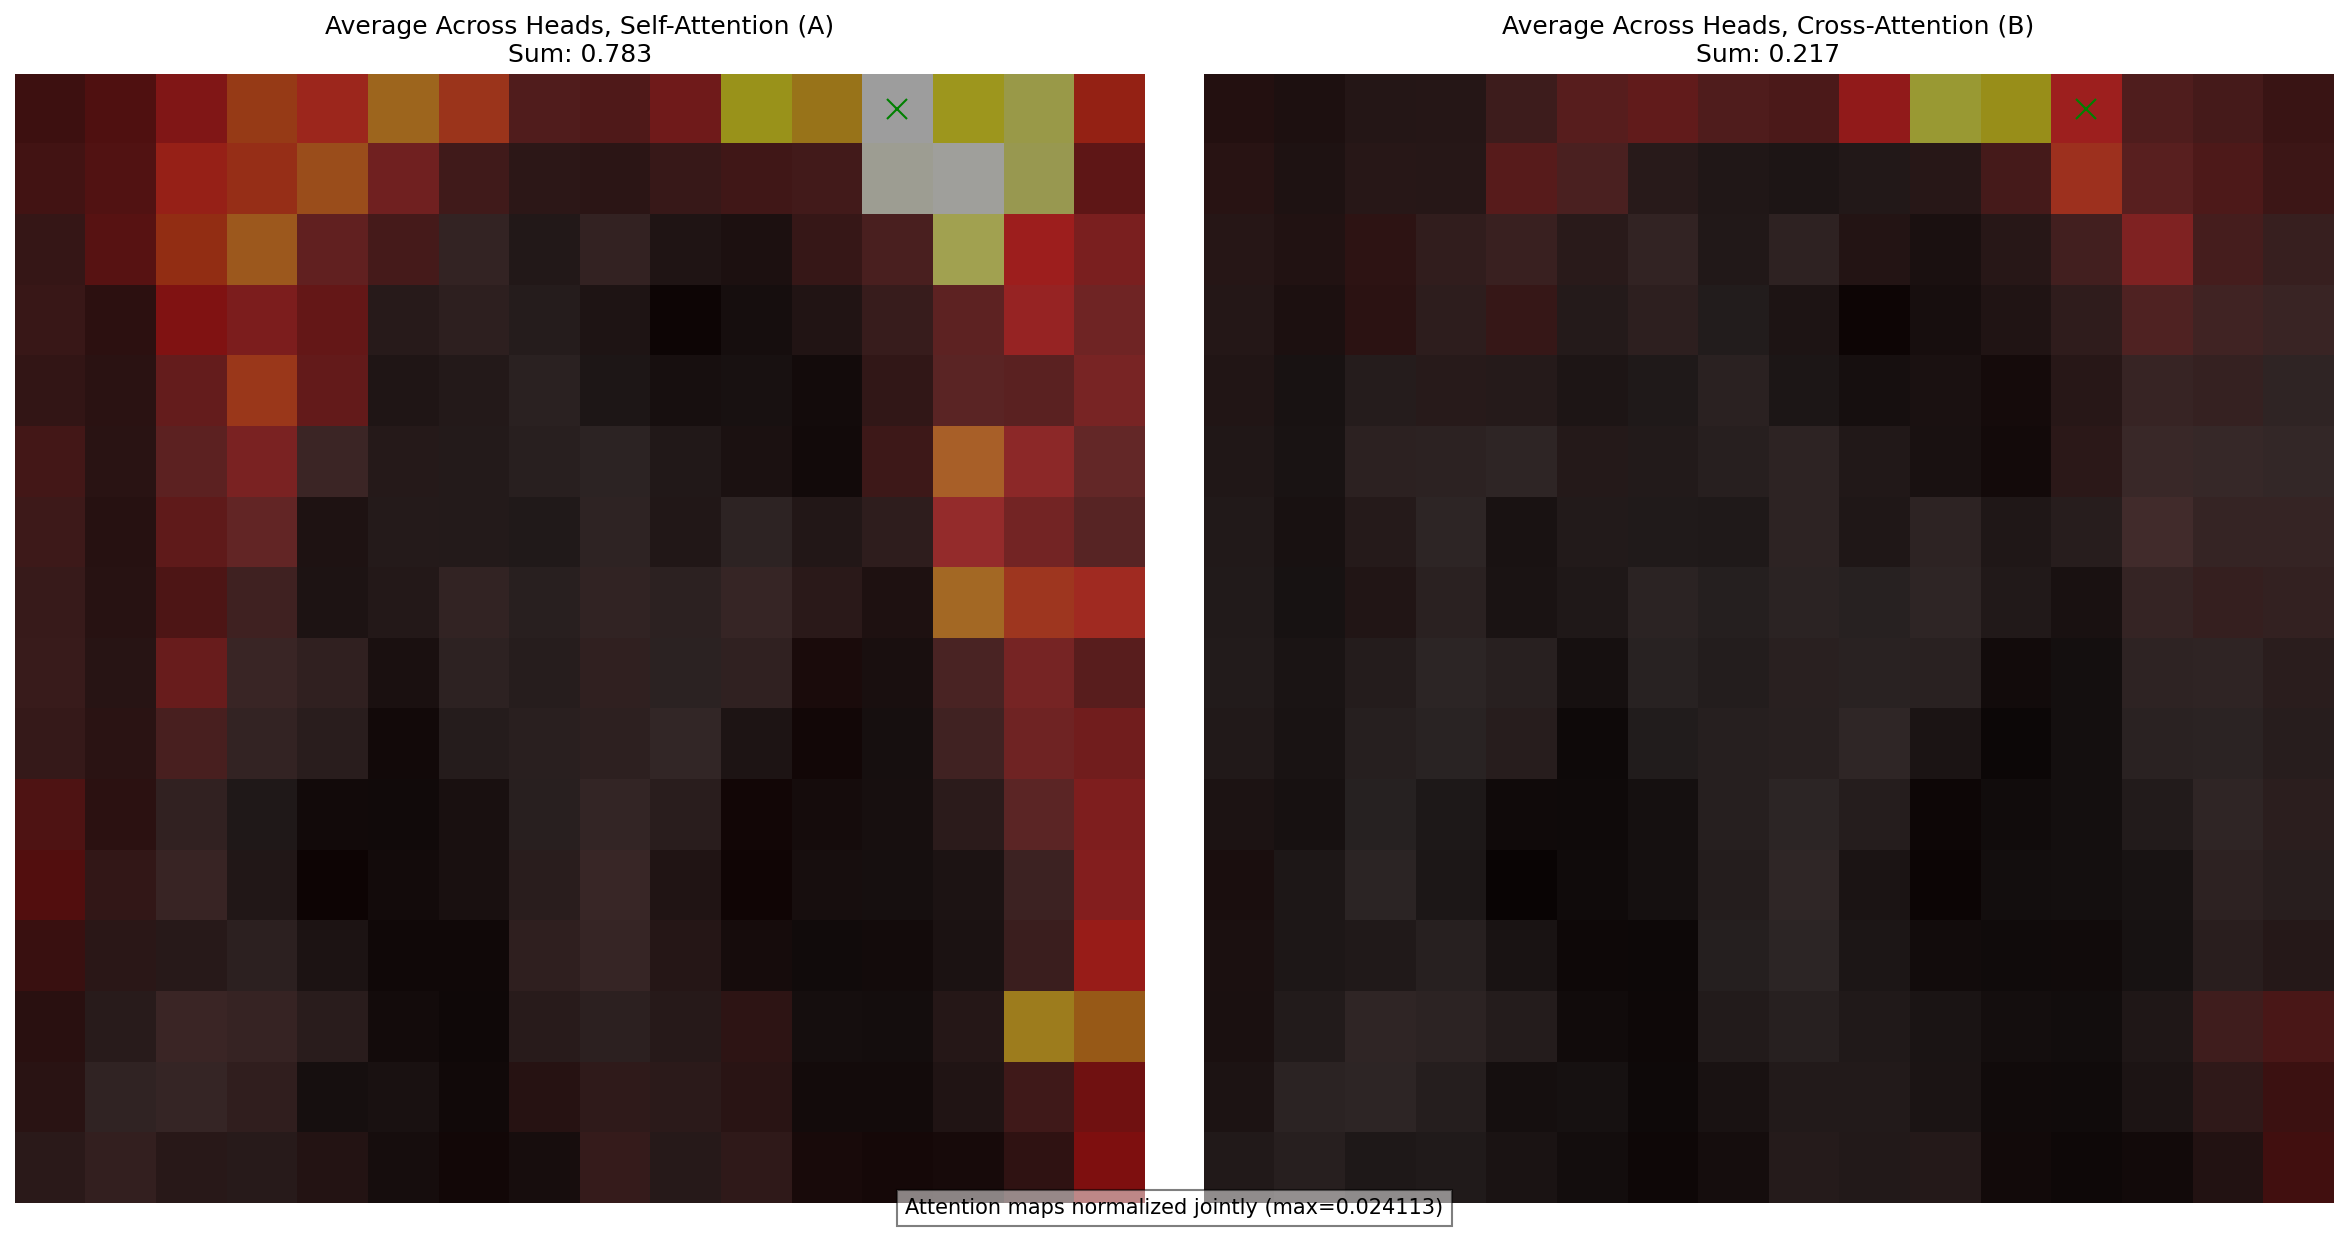 Average Across Heads, Self-Attention (A)
Sum: 0.783
Average Across Heads, Cross-Attention (B)
Sum: 0.217
Attention maps normalized jointly (max=0.024113)